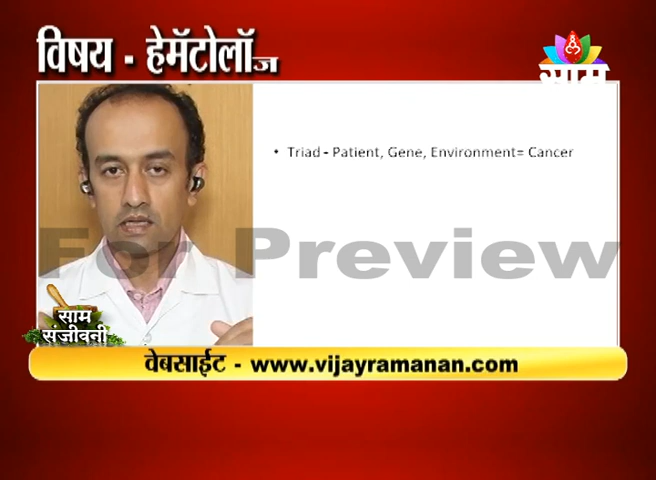 विषय - हेमॅटोलॉज
साम
• Triad - Patient, Gene, Environment= Cancer
For Preview
साम
संजीवनी
वेबसाईट - www.vijayramanan.com